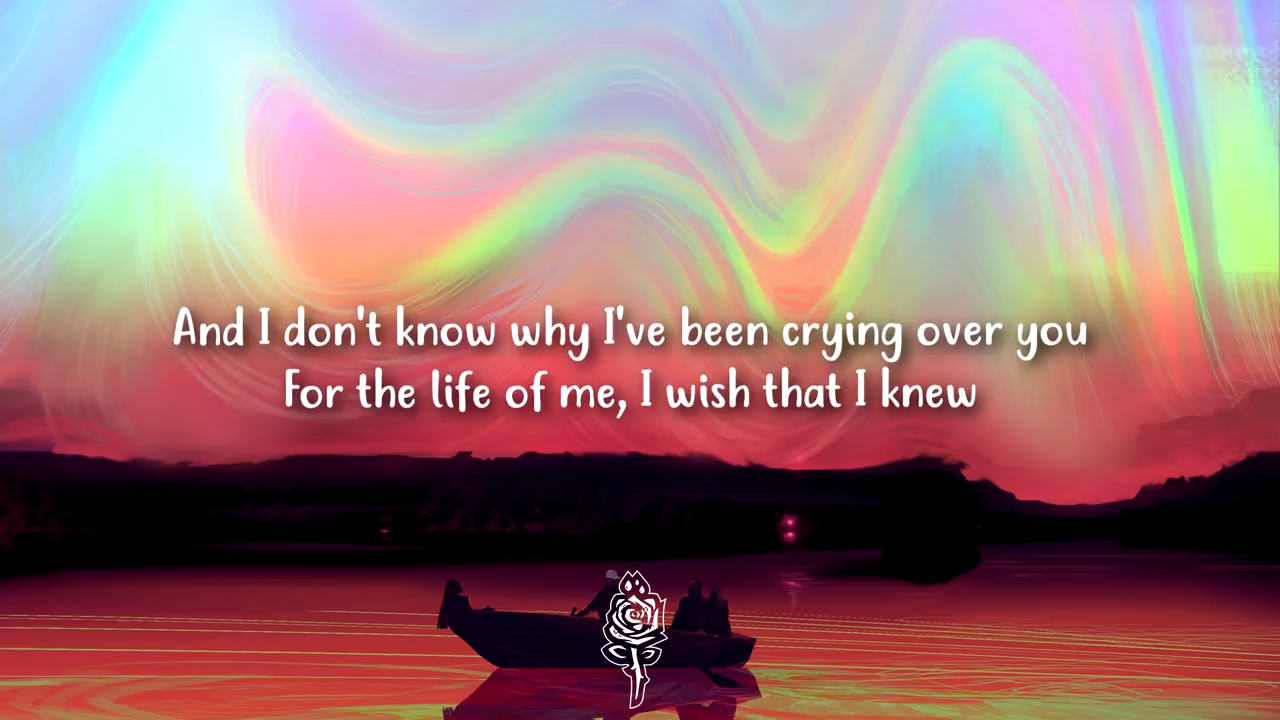 And I don't know why I've been crying over you
For the life of me, I wish that I knew